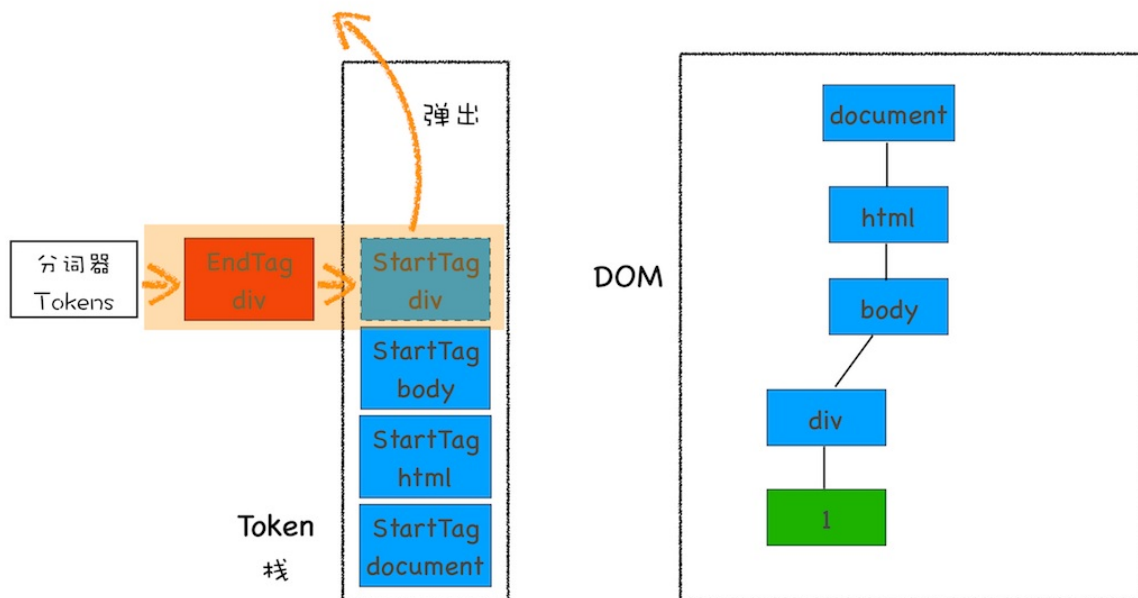 弹出
分词器
Tokens
EndTag
div
StartTag
div
StartTag
body
StartTag
html
StartTag
document
Token
栈
DOM
document
html
body
div
1